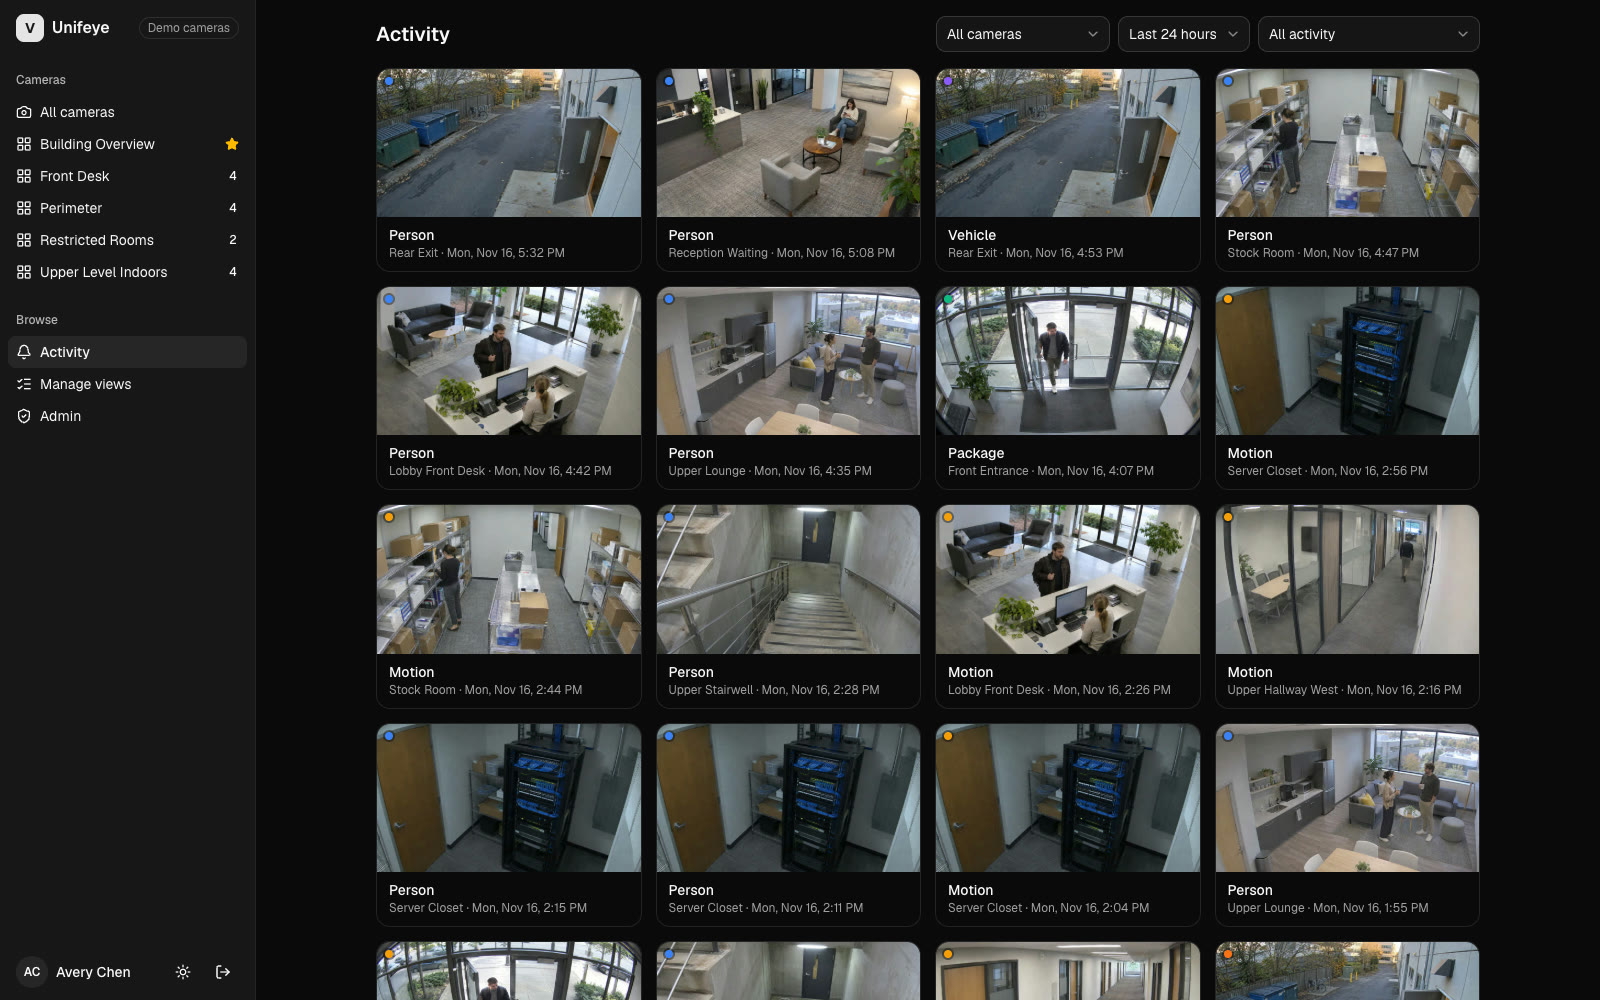 V Unifeye Demo cameras
Cameras
All cameras
Building Overview
Front Desk 4
Perimeter 4
Restricted Rooms 2
Upper Level Indoors 4
Browse
Activity
Manage views
Admin
AC Avery Chen
Activity
All cameras Last 24 hours All activity
Person
Rear Exit · Mon, Nov 16, 5:32 PM
Person
Reception Waiting · Mon, Nov 16, 5:08 PM
Vehicle
Rear Exit · Mon, Nov 16, 4:53 PM
Person
Stock Room · Mon, Nov 16, 4:47 PM
Person
Lobby Front Desk · Mon, Nov 16, 4:42 PM
Person
Upper Lounge · Mon, Nov 16, 4:35 PM
Package
Front Entrance · Mon, Nov 16, 4:07 PM
Motion
Server Closet · Mon, Nov 16, 2:56 PM
Motion
Stock Room · Mon, Nov 16, 2:44 PM
Person
Upper Stairwell · Mon, Nov 16, 2:28 PM
Motion
Lobby Front Desk · Mon, Nov 16, 2:26 PM
Motion
Upper Hallway West · Mon, Nov 16, 2:16 PM
Person
Server Closet · Mon, Nov 16, 2:15 PM
Person
Server Closet · Mon, Nov 16, 2:11 PM
Motion
Server Closet · Mon, Nov 16, 2:04 PM
Person
Upper Lounge · Mon, Nov 16, 1:55 PM